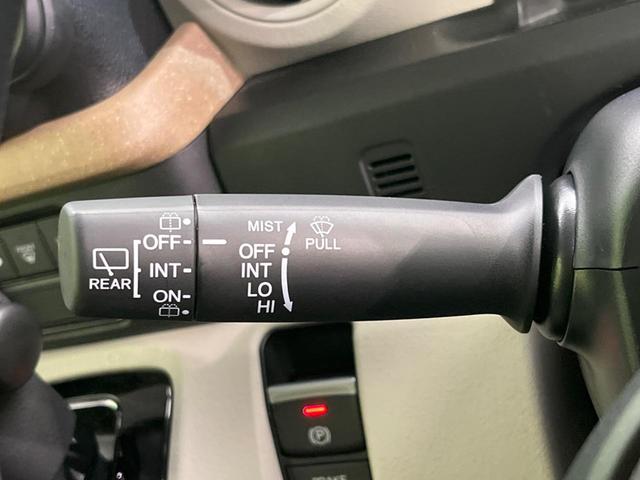 MIST
PULL
OFF
INT
LO
HI
REAR
OFF
INT
ON
P